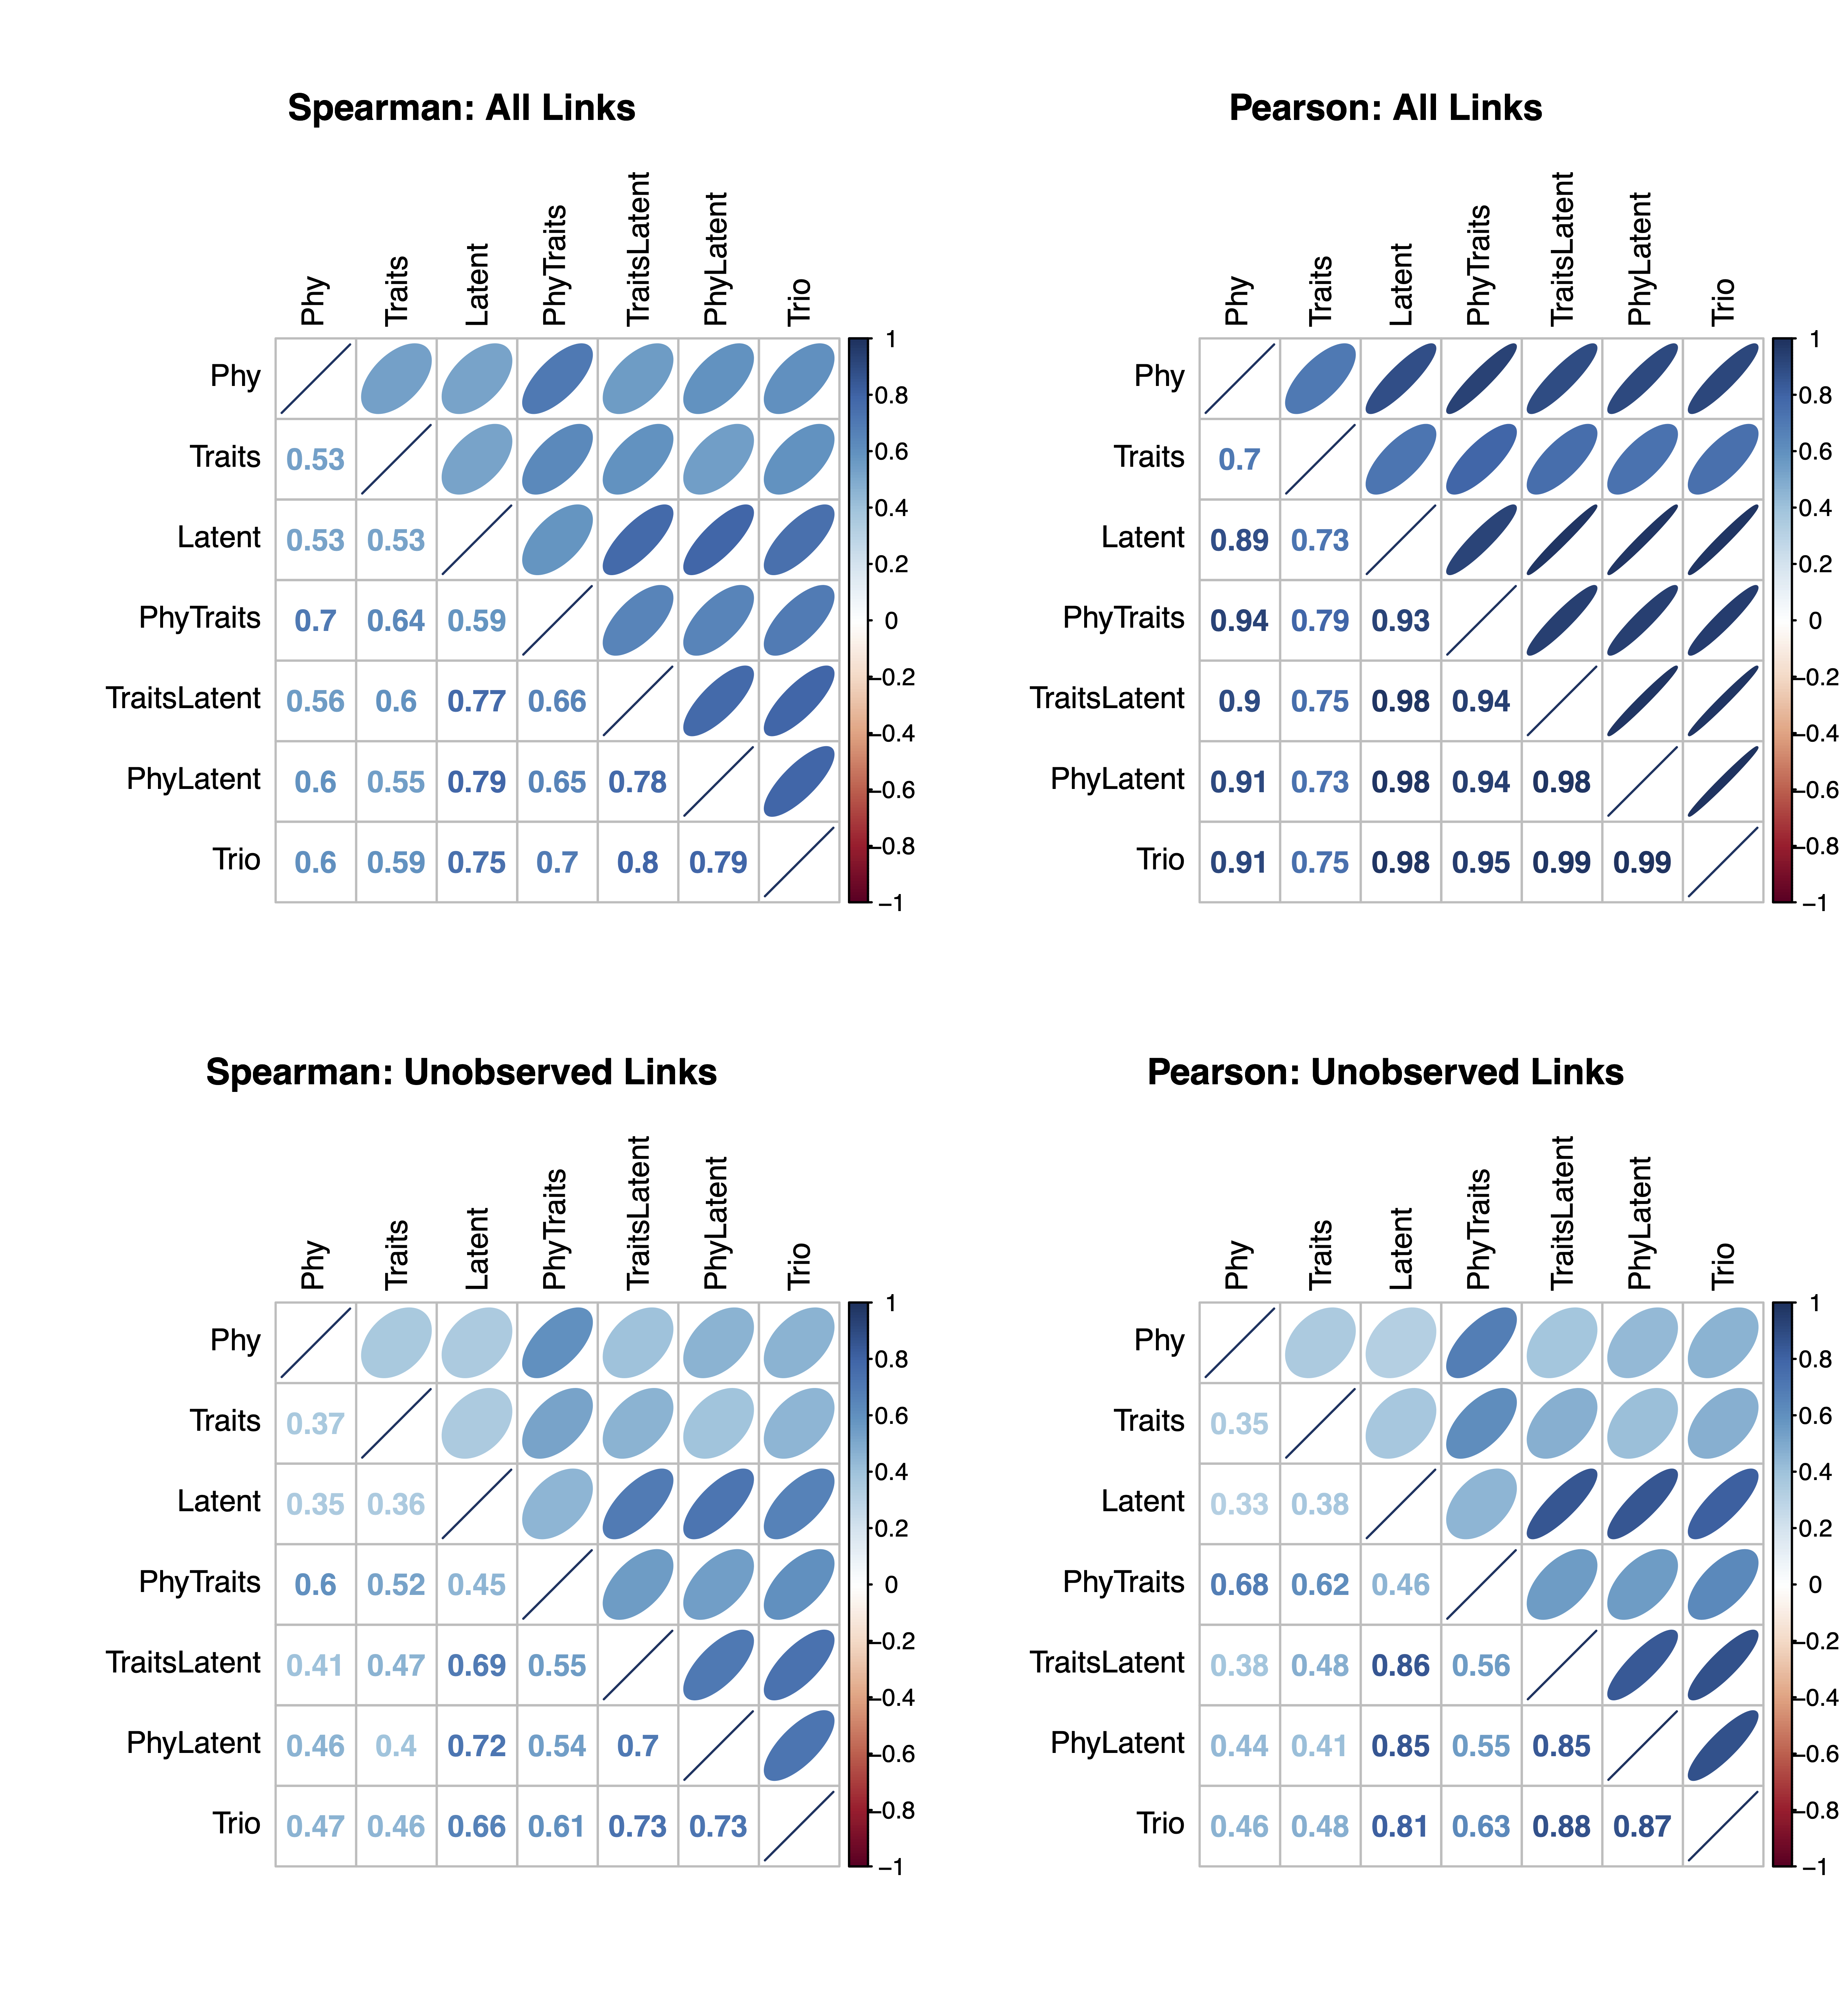 Spearman: All Links
Phy Traits Latent PhyTraits TraitsLatent PhyLatent Trio
Phy 1
0.8
Traits 0.53 0.6
Latent 0.53 0.53 0.4
0.2
PhyTraits 0.7 0.64 0.59 0
−0.2
TraitsLatent 0.56 0.6 0.77 0.66
−0.4
PhyLatent 0.6 0.55 0.79 0.65 0.78 −0.6
Trio 0.6 0.59 0.75 0.7 0.8 0.79 −0.8
−1
Pearson: All Links
Phy Traits Latent PhyTraits TraitsLatent PhyLatent Trio
Phy 1
0.8
Traits 0.7 0.6
Latent 0.89 0.73 0.4
0.2
PhyTraits 0.94 0.79 0.93 0
−0.2
TraitsLatent 0.9 0.75 0.98 0.94
−0.4
PhyLatent 0.91 0.73 0.98 0.94 0.98 −0.6
Trio 0.91 0.75 0.98 0.95 0.99 0.99 −0.8
−1
Spearman: Unobserved Links
Phy Traits Latent PhyTraits TraitsLatent PhyLatent Trio
Phy 1
0.8
Traits 0.37 0.6
Latent 0.35 0.36 0.4
0.2
PhyTraits 0.6 0.52 0.45 0
−0.2
TraitsLatent 0.41 0.47 0.69 0.55
−0.4
PhyLatent 0.46 0.4 0.72 0.54 0.7 −0.6
Trio 0.47 0.46 0.66 0.61 0.73 0.73 −0.8
−1
Pearson: Unobserved Links
Phy Traits Latent PhyTraits TraitsLatent PhyLatent Trio
Phy 1
0.8
Traits 0.35 0.6
Latent 0.33 0.38 0.4
0.2
PhyTraits 0.68 0.62 0.46 0
−0.2
TraitsLatent 0.38 0.48 0.86 0.56
−0.4
PhyLatent 0.44 0.41 0.85 0.55 0.85 −0.6
Trio 0.46 0.48 0.81 0.63 0.88 0.87 −0.8
−1